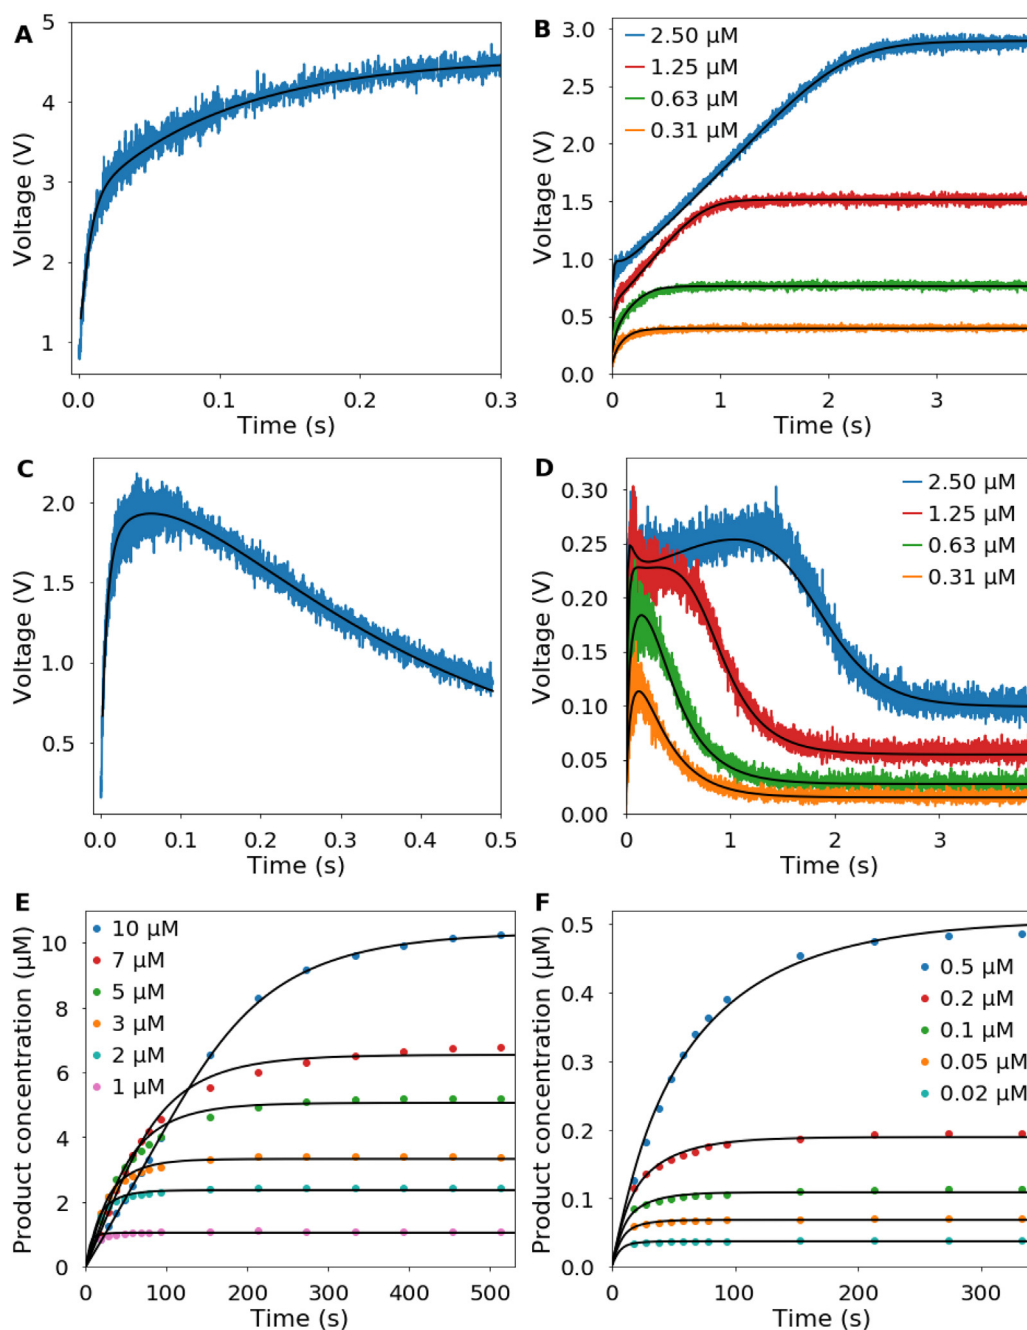 A
Voltage (V)
5
4
3
2
1
0.0 0.1 0.2 0.3
Time (s)
B
Voltage (V)
3.0
2.5
2.0
1.5
1.0
0.5
0.0
2.50 μM
1.25 μM
0.63 μM
0.31 μM
0 1 2 3
Time (s)
C
Voltage (V)
2.0
1.5
1.0
0.5
0.0 0.1 0.2 0.3 0.4 0.5
Time (s)
D
Voltage (V)
0.30
0.25
0.20
0.15
0.10
0.05
0.00
2.50 μM
1.25 μM
0.63 μM
0.31 μM
0 1 2 3
Time (s)
E
Product concentration (μM)
10
8
6
4
2
0
10 μM
7 μM
5 μM
3 μM
2 μM
1 μM
0 100 200 300 400 500
Time (s)
F
Product concentration (μM)
0.5
0.4
0.3
0.2
0.1
0.0
0.5 μM
0.2 μM
0.1 μM
0.05 μM
0.02 μM
0 100 200 300
Time (s)